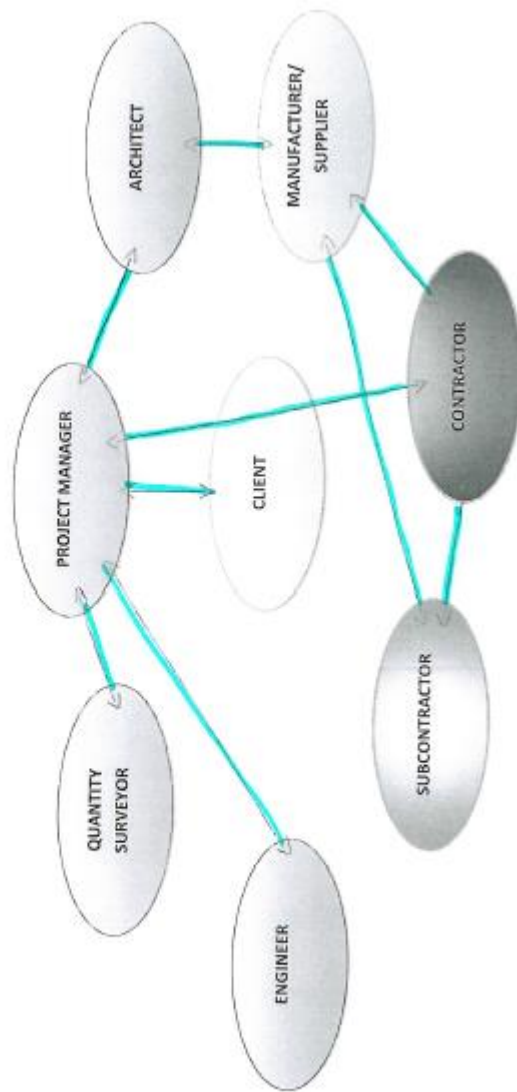 PROJECT MANAGER
QUANTITY
SURVEYOR
ARCHITECT
ENGINEER
CLIENT
MANUFACTURER/
SUPPLIER
SUBCONTRACTOR
CONTRACTOR